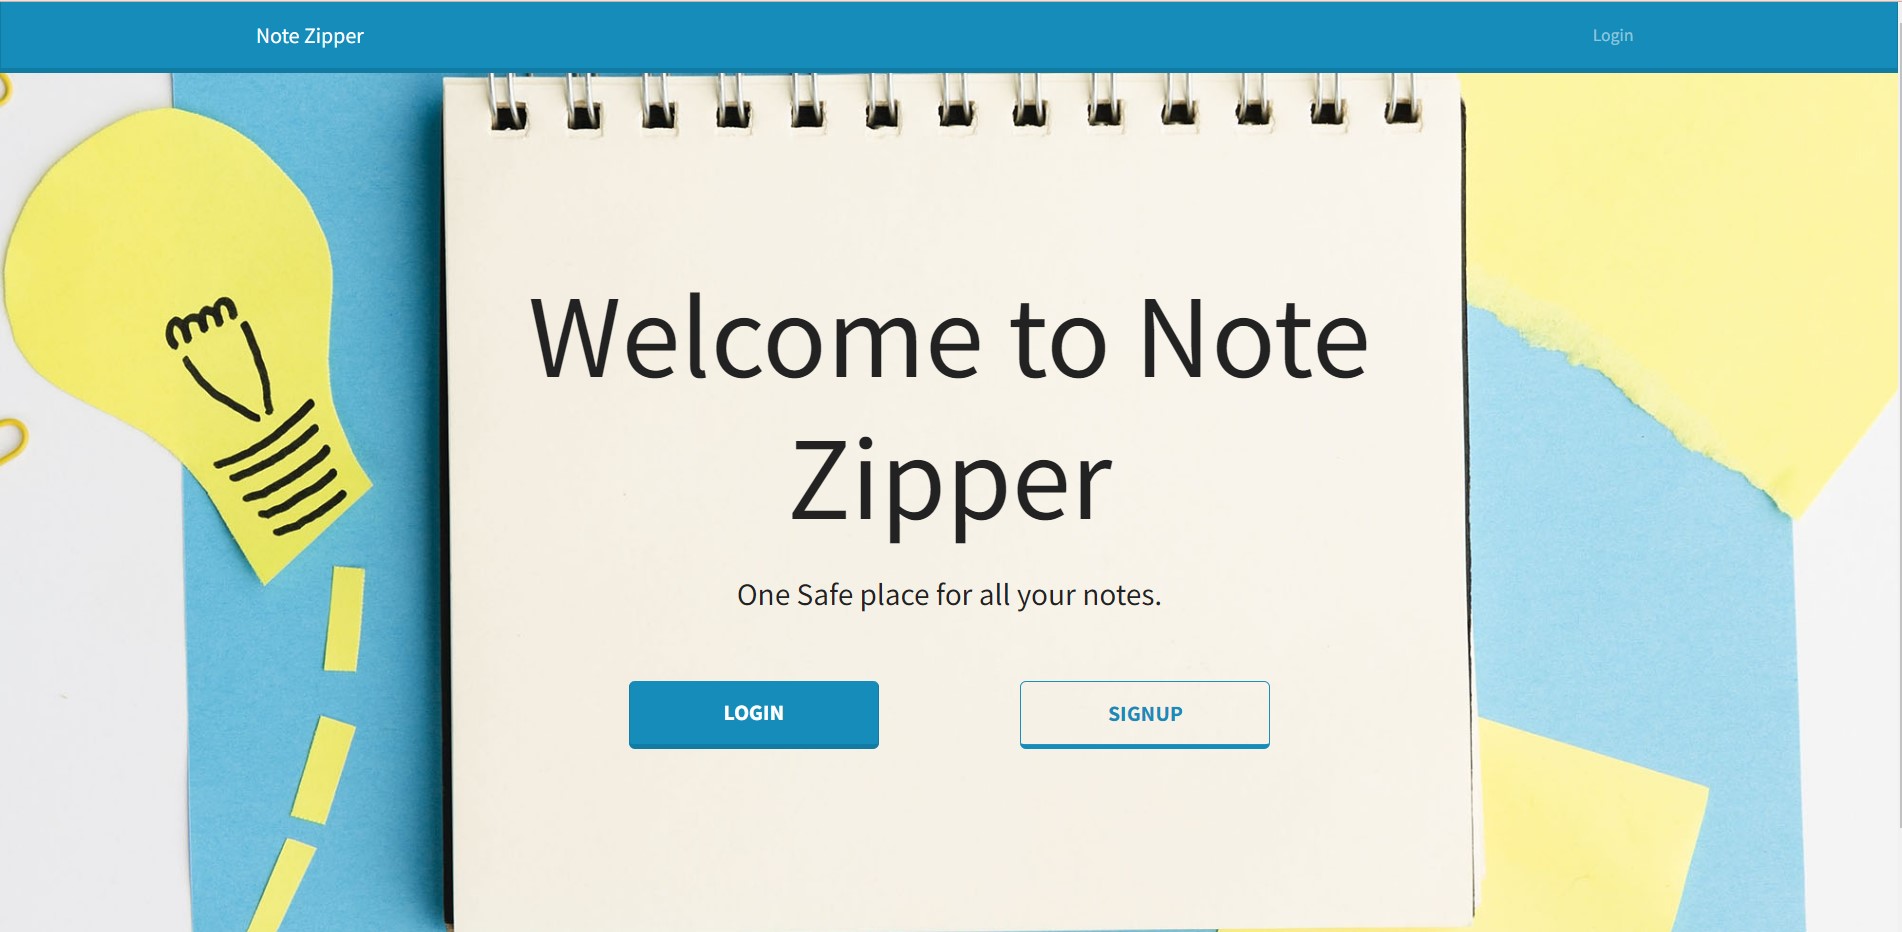 Note Zipper
Login
Welcome to Note
Zipper
One Safe place for all your notes.
LOGIN
SIGNUP